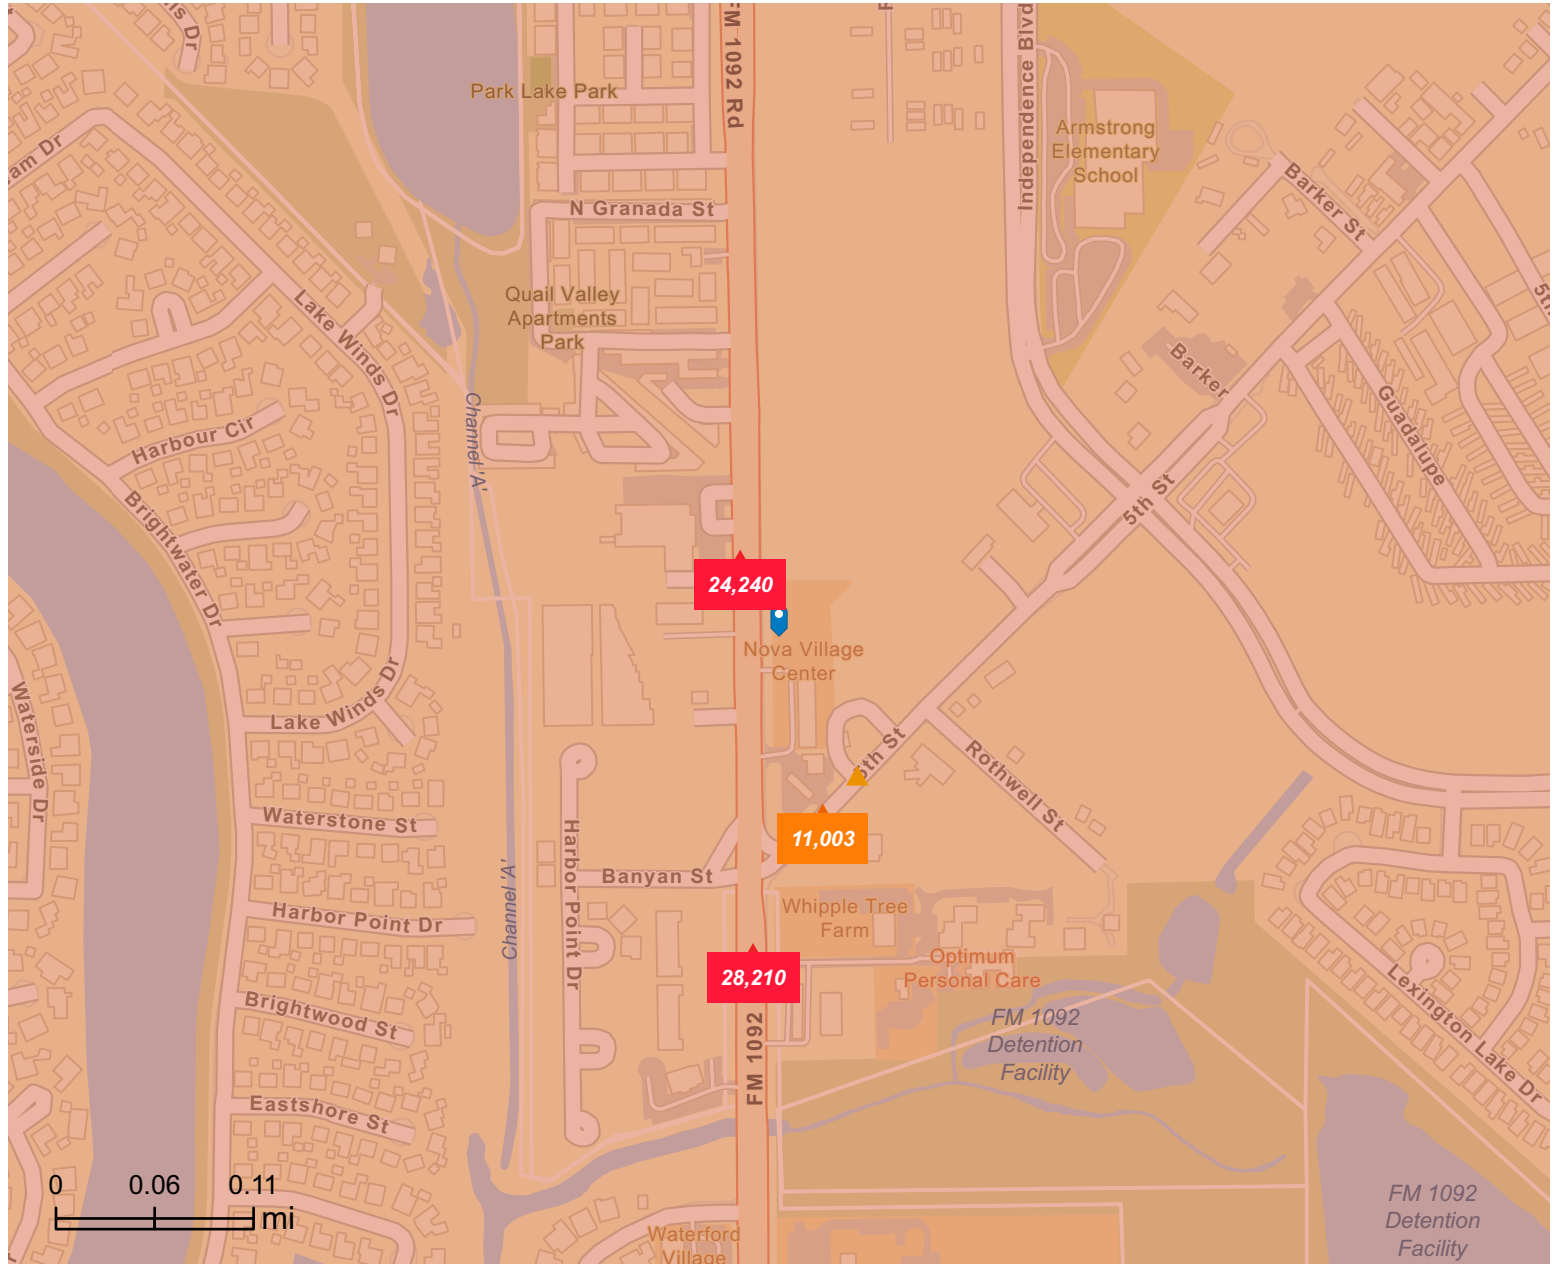 FM 1092 Rd
Independence Blvd
Park Lake Park
Armstrong
Elementary
School
Barker St
N Granada St
Quail Valley
Apartments
Park
Lake Winds Dr
Barker
Guadalupe
Harbour Cir
Channel 'A'
Brightwater Dr
5th St
24,240
Nova Village
Center
Waterside Dr
Lake Winds Dr
5th St
Rothwell St
Waterstone St
11,003
Harbor Point Dr
Banyan St
Channel 'A'
Harbor Point Dr
Whipple Tree
Farm
28,210
Optimum
Personal Care
Lexington Lake Dr
Brightwood St
FM 1092
FM 1092
Detention
Facility
Eastshore St
0 0.06 0.11
mi
FM 1092
Detention
Facility
Waterford
Village